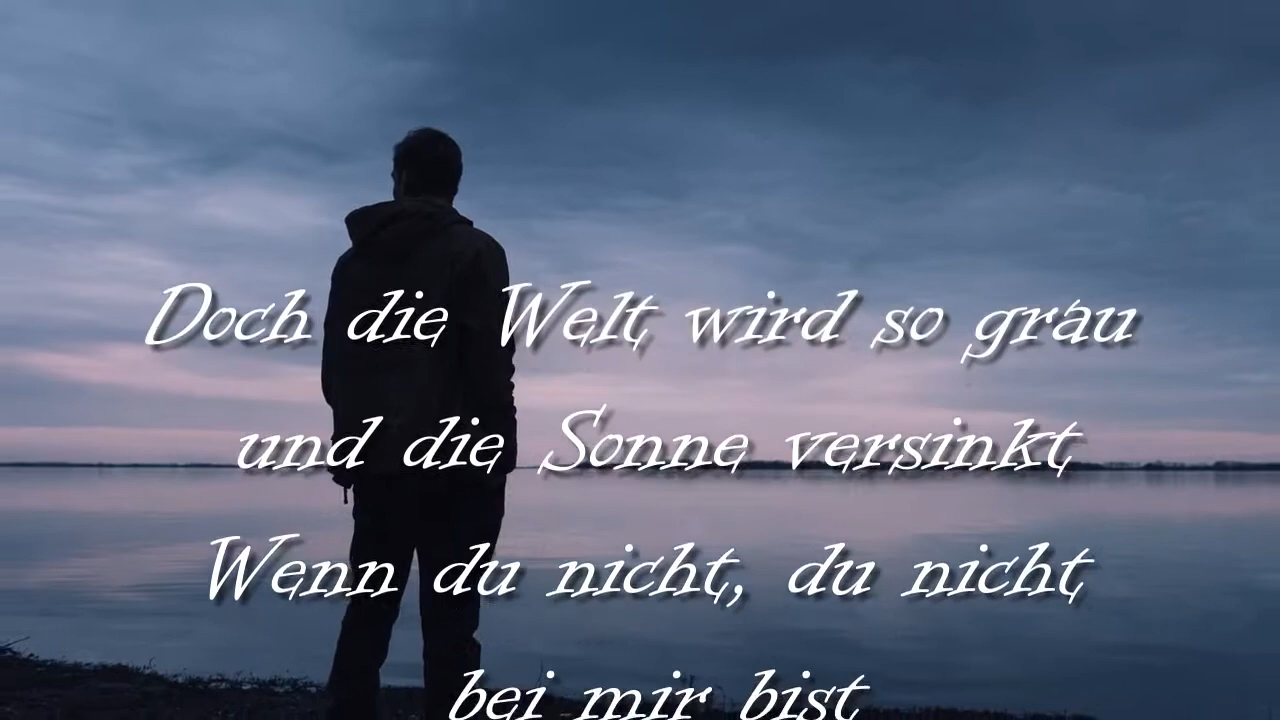 Doch die Welt wird so grau
und die Sonne versinkt
Wenn du nicht, du nicht
bei mir bist